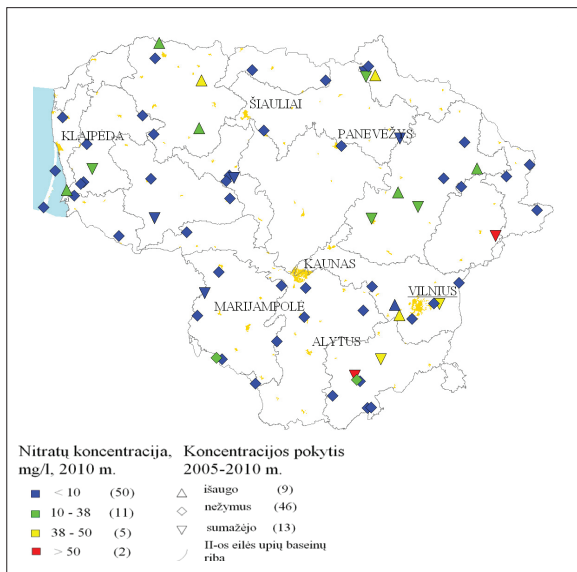 ŠIAULIAI
KLAIPĖDA
PANEVĖŽYS
KAUNAS
VILNIUS
MARIJAMPOLĖ
ALYTUS
Nitratų koncentracija,
mg/l, 2010 m.
< 10 (50)
10 - 38 (11)
38 - 50 (5)
> 50 (2)
Koncentracijos pokytis
2005-2010 m.
išaugo (9)
nežymus (46)
sumažėjo (13)
II-os eilės upių baseinų
riba